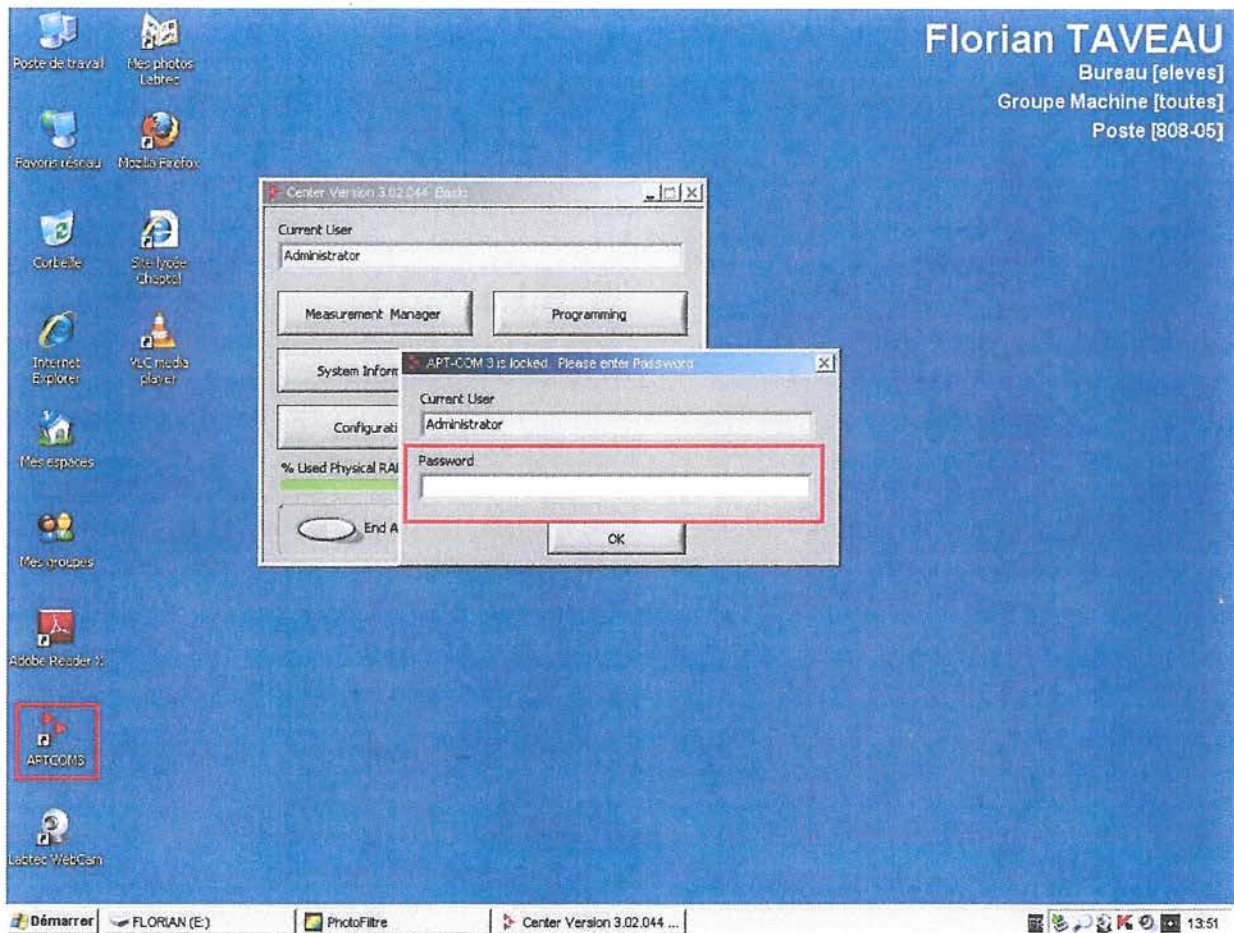 Florian TAVEAU
Bureau [eleves]
Groupe Machine [toutes]
Poste [808-05]
Poste de travail
Mes photos Labtec
Favoris réseau
Mozilla Firefox
Corbeille
Site lycée Chaptal
Internet Explorer
VLC media player
Mes espaces
Mes groupes
Adobe Reader X
APTCOM3
Labtec WebCam
Center Version 3.02.044 Basic
Current User
Administrator
Measurement Manager
Programming
System Inform
Configurati
% Used Physical RA
End A
APT-COM 3 is locked. Please enter Password
Current User
Administrator
Password
OK
Démarrer
FLORIAN (E:)
PhotoFiltre
Center Version 3.02.044 ...
13:51